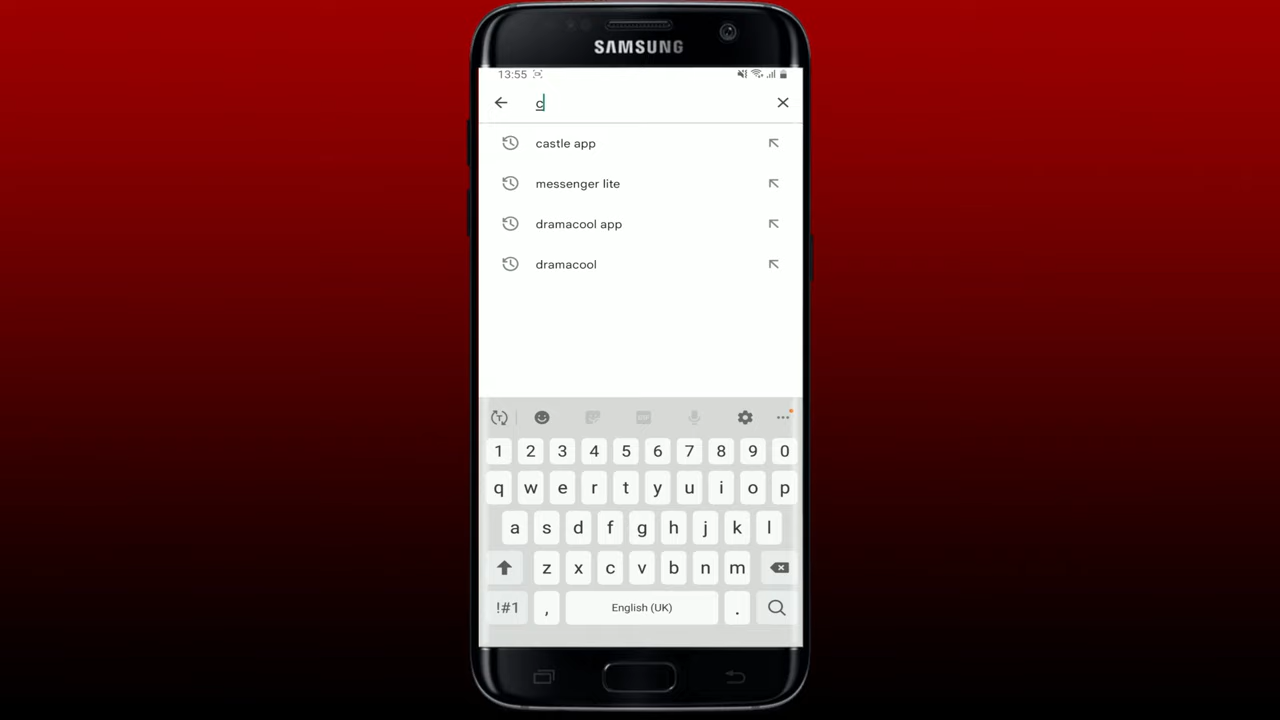 SAMSUNG
13:55
c
castle app
messenger lite
dramacool app
dramacool
1 2 3 4 5 6 7 8 9 0
q w e r t y u i o p
a s d f g h j k l
z x c v b n m
!#1 , English (UK) .